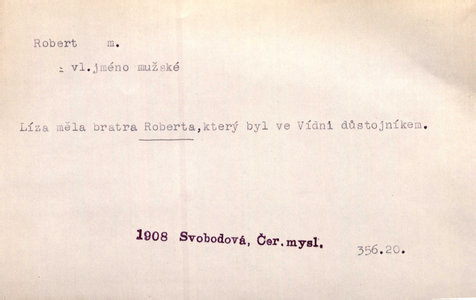 Robert m.
: vl.jméno mužské
Líza měla bratra Roberta,který byl ve Vídni důstojníkem.
1908 Svobodová, Čer.mysl.
356.20.